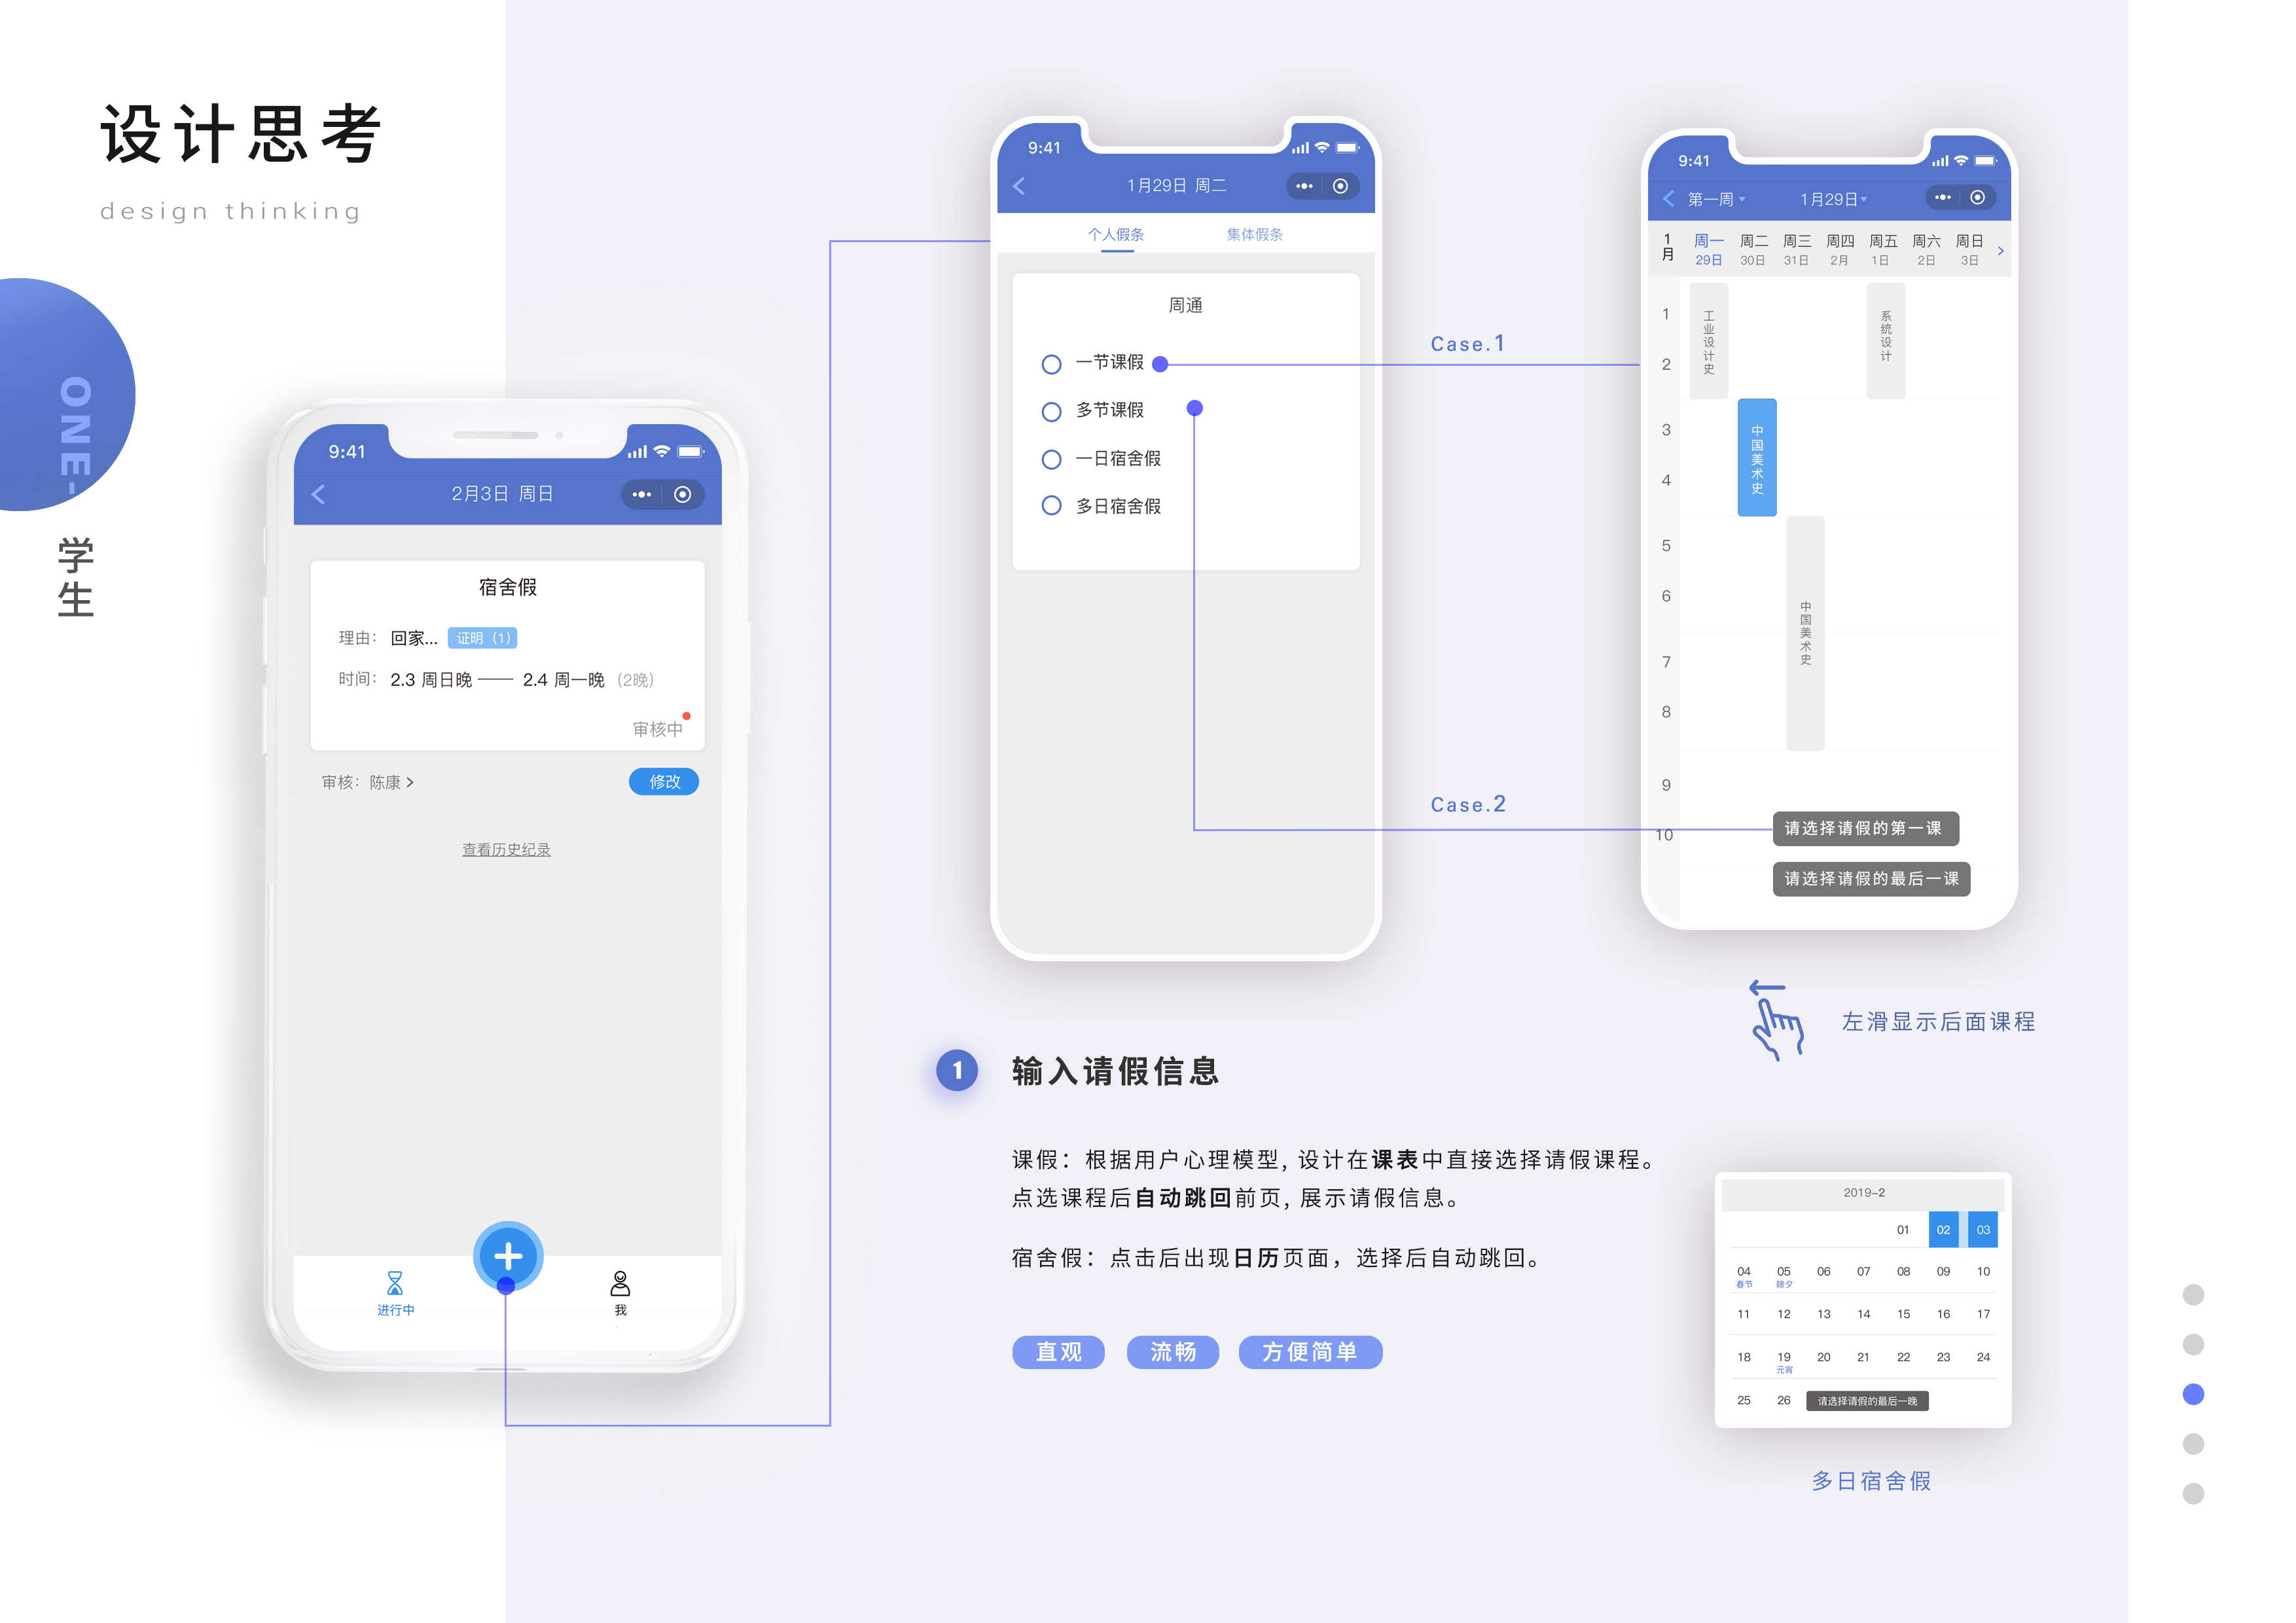 设计思考
design thinking
ONE-
学生
9:41
2月3日 周日
宿舍假
理由： 回家... 证明（1）
时间： 2.3 周日晚 —— 2.4 周一晚 （2晚）
审核中
审核：陈康 >
修改
查看历史纪录
进行中
我
9:41
1月29日 周二
个人假条
集体假条
周通
一节课假
多节课假
一日宿舍假
多日宿舍假
Case.1
Case.2
9:41
第一周
1月29日
1月
周一 周二 周三 周四 周五 周六 周日
29日 30日 31日 2月 1日 2日 3日
1
2
3
4
5
6
7
8
9
10
工业设计史
系统设计
中国美术史
中国美术史
请选择请假的第一课
请选择请假的最后一课
左滑显示后面课程
1
输入请假信息
课假：根据用户心理模型, 设计在课表中直接选择请假课程。
点选课程后自动跳回前页, 展示请假信息。
宿舍假：点击后出现日历页面，选择后自动跳回。
直观
流畅
方便简单
2019-2
01 02 03
04 05 06 07 08 09 10
春节 除夕
11 12 13 14 15 16 17
18 19 20 21 22 23 24
元宵
25 26 请选择请假的最后一晚
多日宿舍假